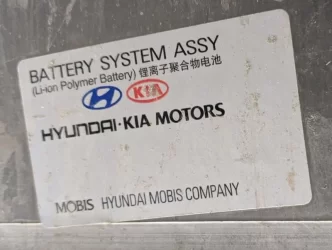 BATTERY SYSTEM ASSY
(Li-ion Polymer Battery) 锂离子聚合物电池
KIA
HYUNDAI·KIA MOTORS
MOBIS HYUNDAI MOBIS COMPANY